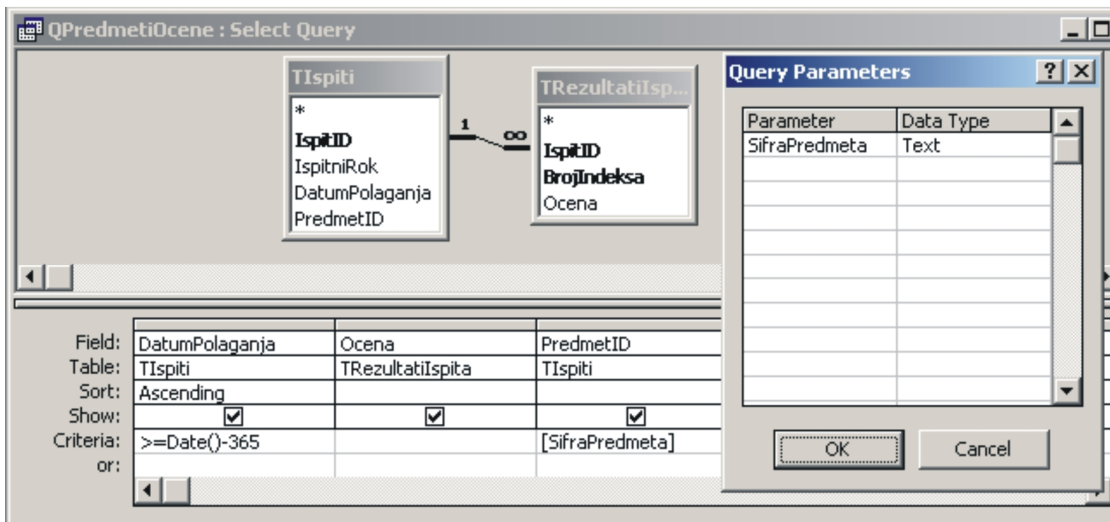 QPredmetiOcene : Select Query
TIspiti
*
IspitID
IspitniRok
DatumPolaganja
PredmetID
1
∞
TRezultatiIsp...
*
IspitID
BrojIndeksa
Ocena
Query Parameters
Parameter Data Type
SifraPredmeta Text
OK Cancel
Field: DatumPolaganja Ocena PredmetID
Table: TIspiti TRezultatiIspita TIspiti
Sort: Ascending
Show:
Criteria: >=Date()-365 [SifraPredmeta]
or: